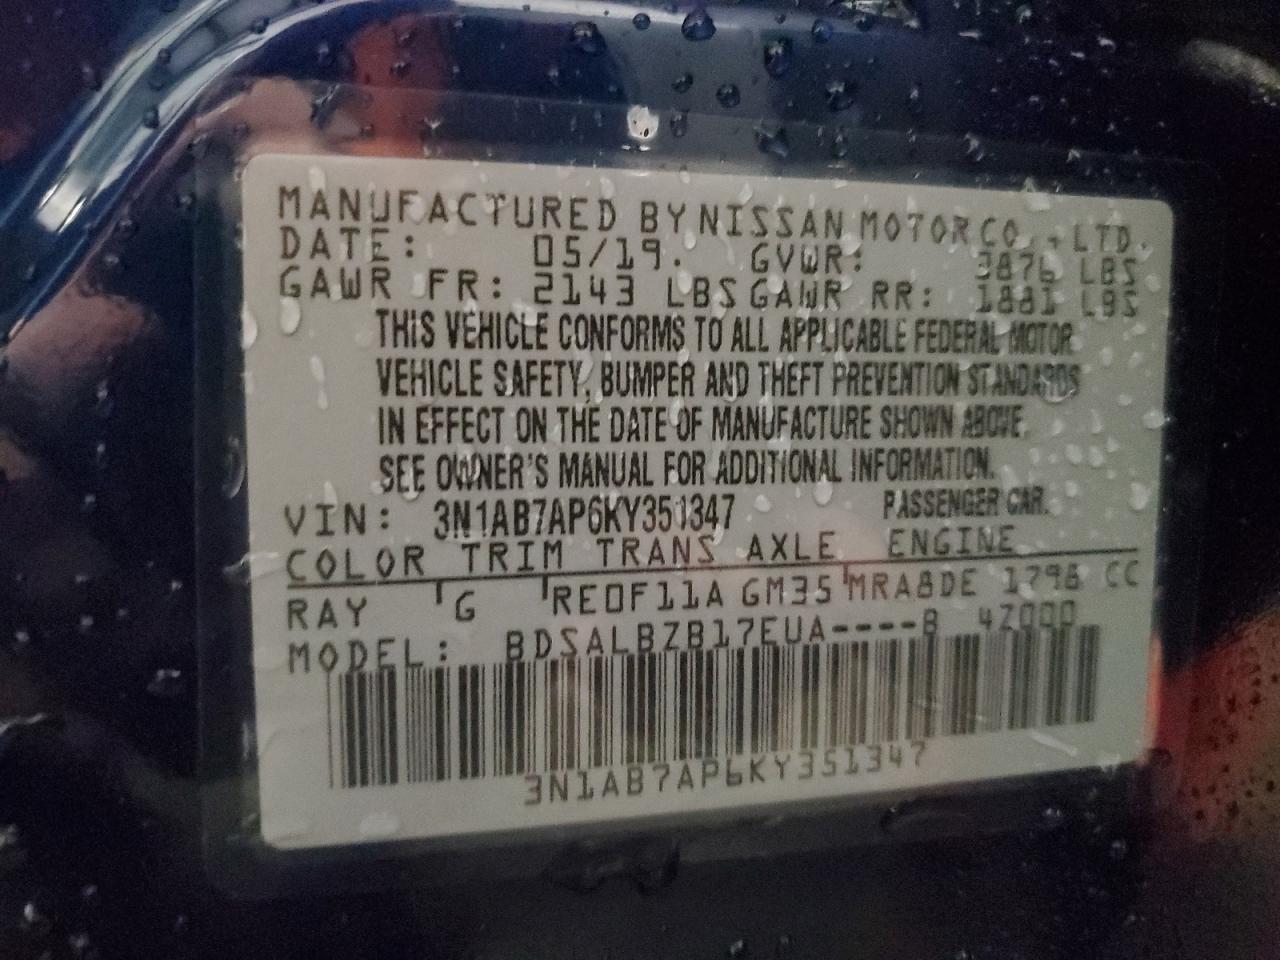 MANUFACTURED BY NISSAN MOTOR CO.,LTD.
DATE: 05/19. GVWR: 3876 LBS
GAWR FR: 2143 LBS GAWR RR: 1881 LBS
THIS VEHICLE CONFORMS TO ALL APPLICABLE FEDERAL MOTOR
VEHICLE SAFETY, BUMPER AND THEFT PREVENTION STANDARDS
IN EFFECT ON THE DATE OF MANUFACTURE SHOWN ABOVE.
SEE OWNER'S MANUAL FOR ADDITIONAL INFORMATION.
VIN: 3N1AB7AP6KY351347 PASSENGER CAR.
COLOR TRIM TRANS AXLE ENGINE
RAY G RE0F11A GM35 MRA8DE 1798 CC
MODEL: BDSALBZB17EUA----B 4Z000
3N1AB7AP6KY351347